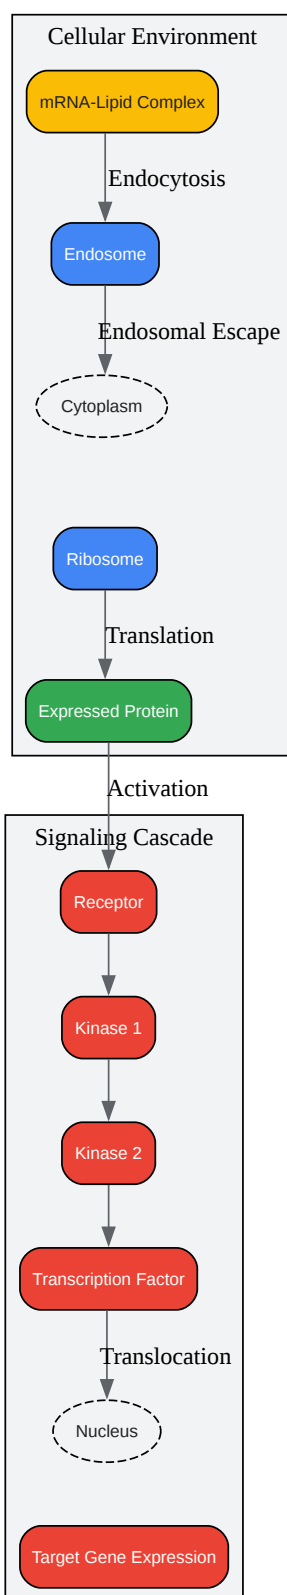 Cellular Environment
mRNA-Lipid Complex
Endocytosis
Endosome
Endosomal Escape
Cytoplasm
Ribosome
Translation
Expressed Protein
Activation
Signaling Cascade
Receptor
Kinase 1
Kinase 2
Transcription Factor
Translocation
Nucleus
Target Gene Expression